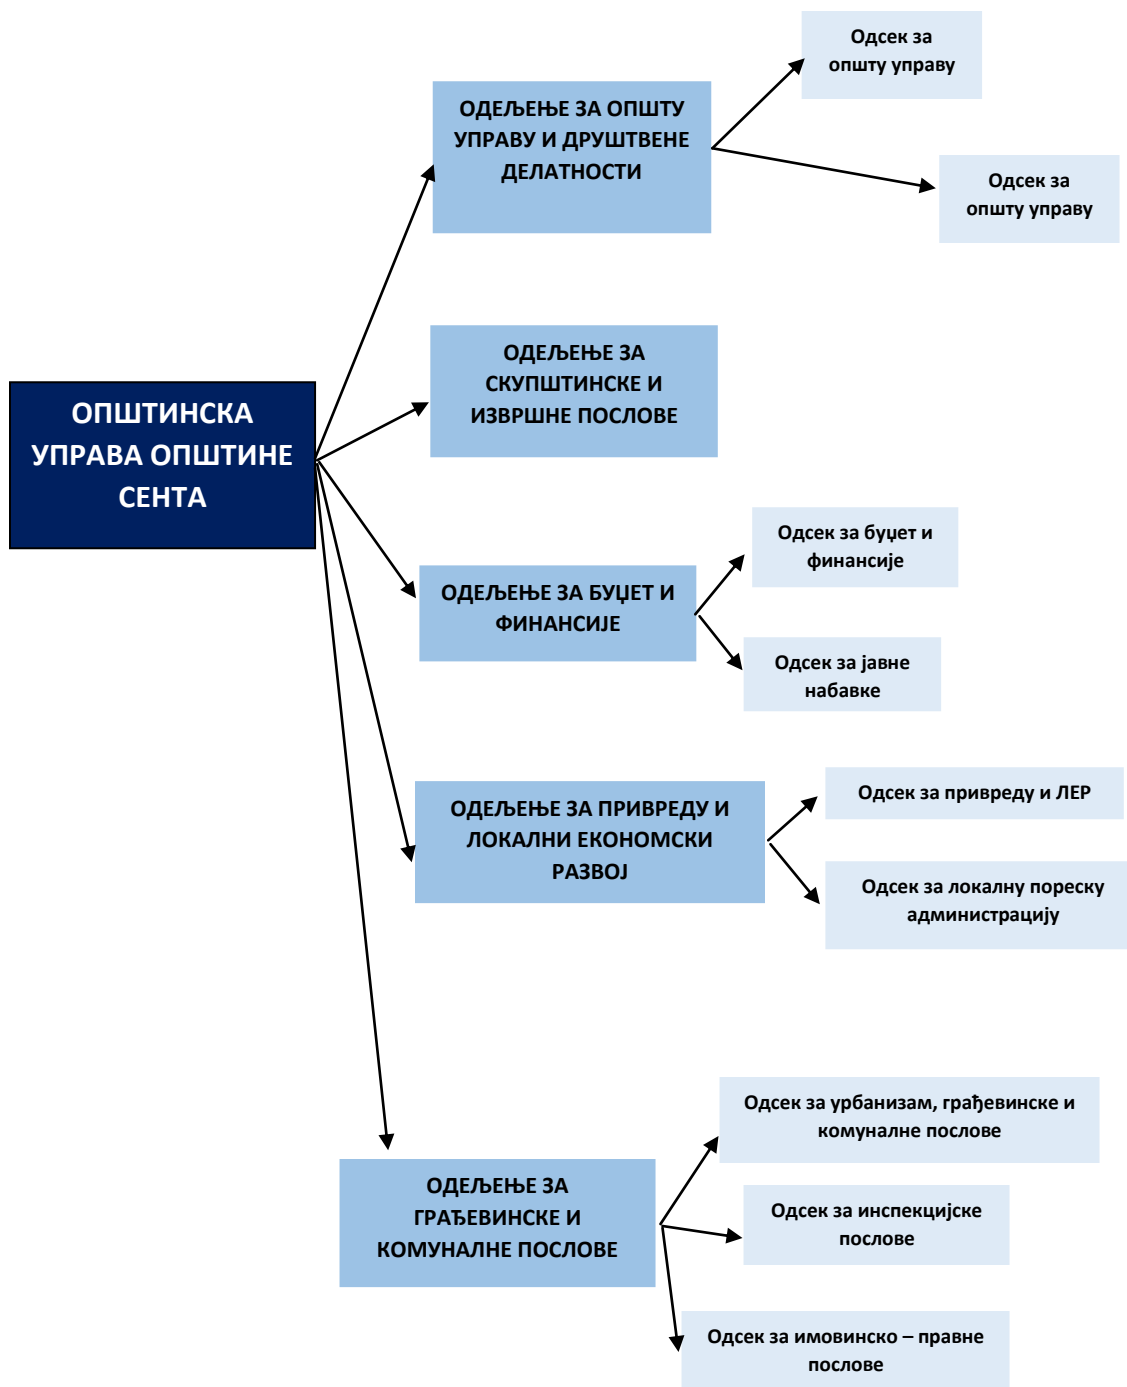 ОПШТИНСКА
УПРАВА ОПШТИНЕ
СЕНТА
ОДЕЉЕЊЕ ЗА ОПШТУ
УПРАВУ И ДРУШТВЕНЕ
ДЕЛАТНОСТИ
Одсек за
општу управу
Одсек за
општу управу
ОДЕЉЕЊЕ ЗА
СКУПШТИНСКЕ И
ИЗВРШНЕ ПОСЛОВЕ
ОДЕЉЕЊЕ ЗА БУЏЕТ И
ФИНАНСИЈЕ
Одсек за буџет и
финансије
Одсек за јавне
набавке
ОДЕЉЕЊЕ ЗА ПРИВРЕДУ И
ЛОКАЛНИ ЕКОНОМСКИ
РАЗВОЈ
Одсек за привреду и ЛЕР
Одсек за локалну пореску
администрацију
ОДЕЉЕЊЕ ЗА
ГРАЂЕВИНСКЕ И
КОМУНАЛНЕ ПОСЛОВЕ
Одсек за урбанизам, грађевинске и
комуналне послове
Одсек за инспекцијске
послове
Одсек за имовинско – правне
послове